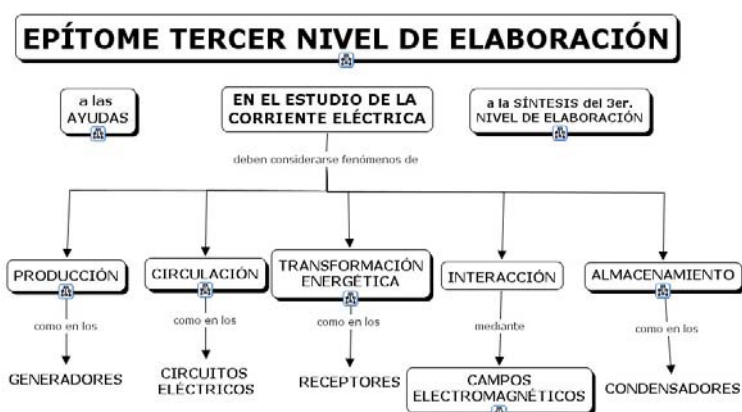 EPÍTOME TERCER NIVEL DE ELABORACIÓN
a las
AYUDAS
EN EL ESTUDIO DE LA
CORRIENTE ELÉCTRICA
a la SÍNTESIS del 3er.
NIVEL DE ELABORACIÓN
deben considerarse fenómenos de
PRODUCCIÓN
CIRCULACIÓN
TRANSFORMACIÓN
ENERGÉTICA
INTERACCIÓN
ALMACENAMIENTO
como en los
como en los
como en los
mediante
como en los
GENERADORES
CIRCUITOS
ELÉCTRICOS
RECEPTORES
CAMPOS
ELECTROMAGNÉTICOS
CONDENSADORES